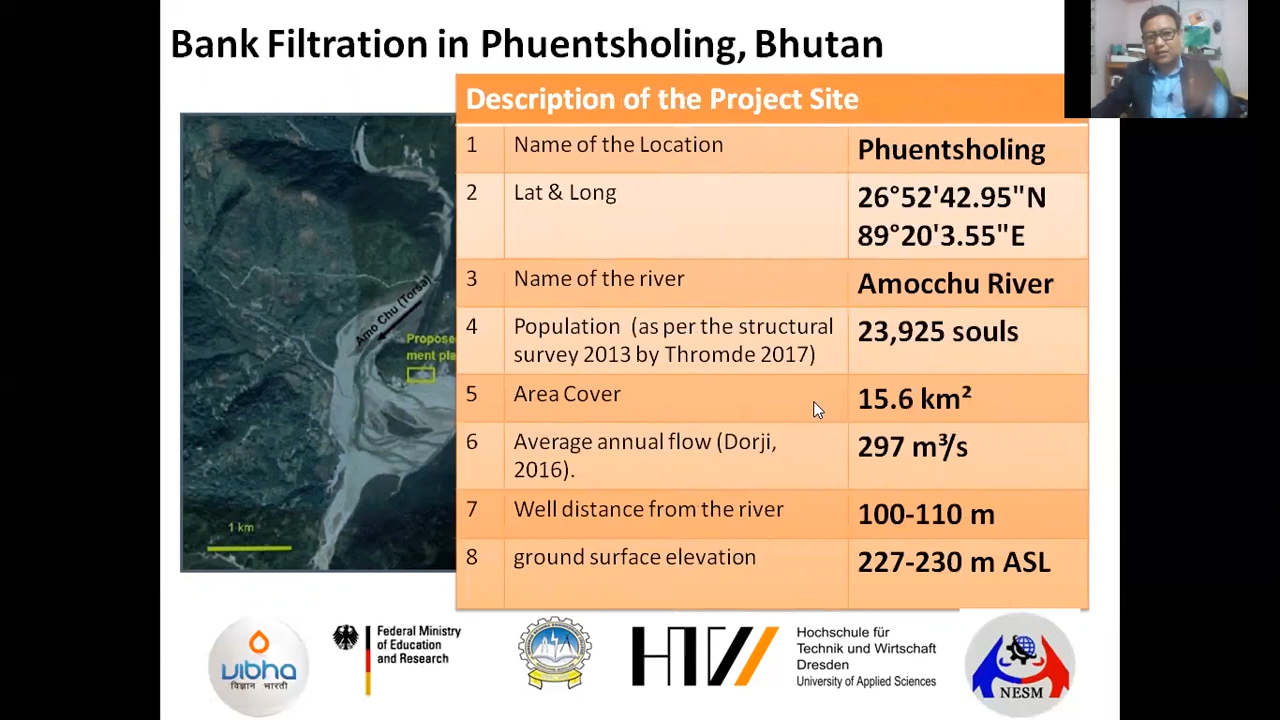 Bank Filtration in Phuentsholing, Bhutan
Description of the Project Site
1 Name of the Location Phuentsholing
2 Lat & Long 26°52'42.95"N
89°20'3.55"E
3 Name of the river Amocchu River
4 Population (as per the structural 23,925 souls
survey 2013 by Thromde 2017)
5 Area Cover 15.6 km²
6 Average annual flow (Dorji, 297 m³/s
2016).
7 Well distance from the river 100-110 m
8 ground surface elevation 227-230 m ASL
Amo Chu (Torsa)
Propose
ment pla
1 km
vibha
विज्ञान भारती
Federal Ministry
of Education
and Research
HTW
Hochschule für
Technik und Wirtschaft
Dresden
University of Applied Sciences
NESM